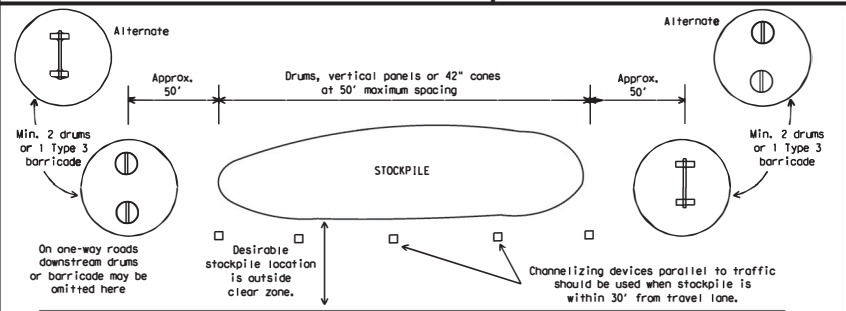 Alternate
Alternate
Approx.
50'
Drums, vertical panels or 42" cones
at 50' maximum spacing
Approx.
50'
Min. 2 drums
or 1 Type 3
barricade
STOCKPILE
Min. 2 drums
or 1 Type 3
barricade
On one-way roads
downstream drums
or barricade may be
omitted here
Desirable
stockpile location
is outside
clear zone.
Channelizing devices parallel to traffic
should be used when stockpile is
within 30' from travel lane.